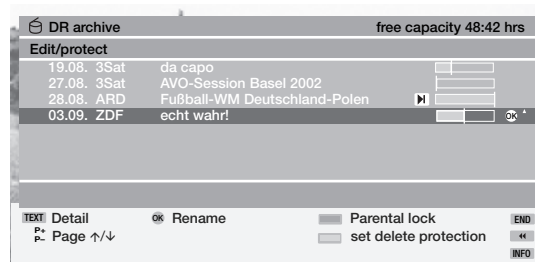 DR archive free capacity 48:42 hrs
Edit/protect
19.08. 3Sat da capo
27.08. 3Sat AVO-Session Basel 2002
28.08. ARD Fußball-WM Deutschland-Polen
03.09. ZDF echt wahr! OK
TEXT Detail OK Rename Parental lock END
P+ P– Page ↑/↓ set delete protection
INFO